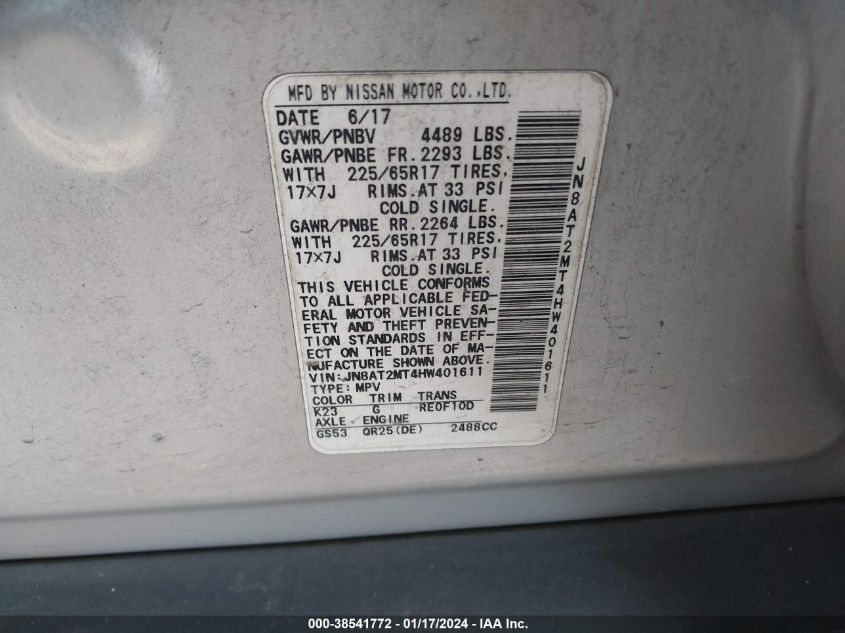 MFD BY NISSAN MOTOR CO.,LTD.
DATE 6/17
GVWR/PNBV 4489 LBS.
GAWR/PNBE FR. 2293 LBS.
WITH 225/65R17 TIRES,
17X7J RIMS. AT 33 PSI
COLD SINGLE.
GAWR/PNBE RR. 2264 LBS.
WITH 225/65R17 TIRES,
17X7J RIMS. AT 33 PSI
COLD SINGLE.
THIS VEHICLE CONFORMS
TO ALL APPLICABLE FED-
ERAL MOTOR VEHICLE SA-
FETY AND THEFT PREVEN-
TION STANDARDS IN EFF-
ECT ON THE DATE OF MA-
NUFACTURE SHOWN ABOVE.
VIN:JN8AT2MT4HW401611
TYPE:MPV
COLOR TRIM TRANS
K23 G RE0F10D
AXLE ENGINE
GS53 QR25(DE) 2488CC
JN8AT2MT4HW401611
000-38541772 - 01/17/2024 - IAAI.com